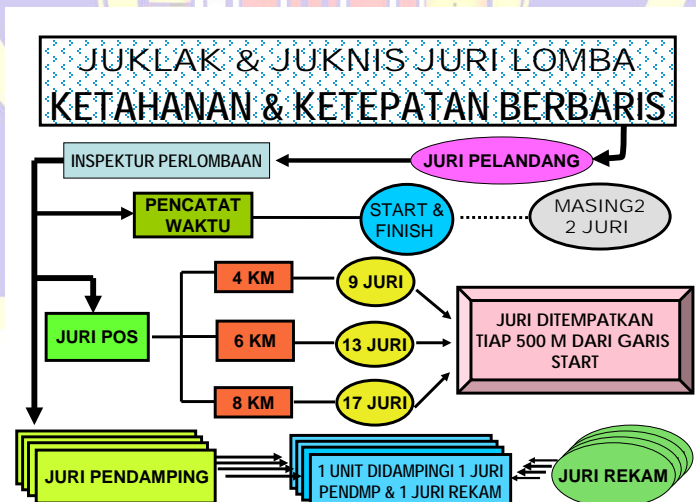 JUKLAK & JUKNIS JURI LOMBA
KETAHANAN & KETEPATAN BERBARIS
INSPEKTUR PERLOMBAAN
JURI PELANDANG
PENCATAT
WAKTU
START &
FINISH
MASING2
2 JURI
4 KM
9 JURI
JURI POS
6 KM
13 JURI
JURI DITEMPATKAN
TIAP 500 M DARI GARIS
START
8 KM
17 JURI
JURI PENDAMPING
1 UNIT DIDAMPINGI 1 JURI
PENDMP & 1 JURI REKAM
JURI REKAM